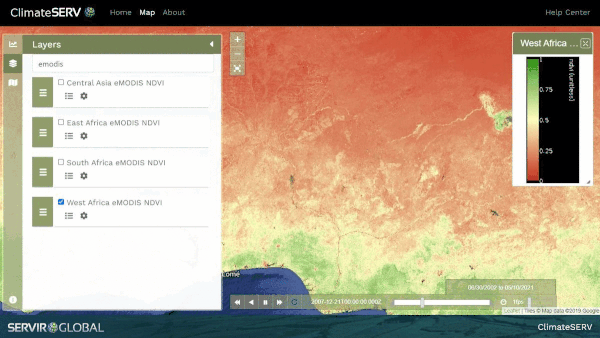 ClimateSERV
Home Map About
Help Center
Layers
emodis
Central Asia eMODIS NDVI
East Africa eMODIS NDVI
South Africa eMODIS NDVI
West Africa eMODIS NDVI
West Africa ...
1
0.75
0.5
0.25
0
ndvi (unitless)
Lomé
06/30/2002 to 06/10/2021
2007-12-21T00:00:00.000Z
Leaflet | Tiles © Map data ©2019 Google
SERVIR GLOBAL
ClimateSERV